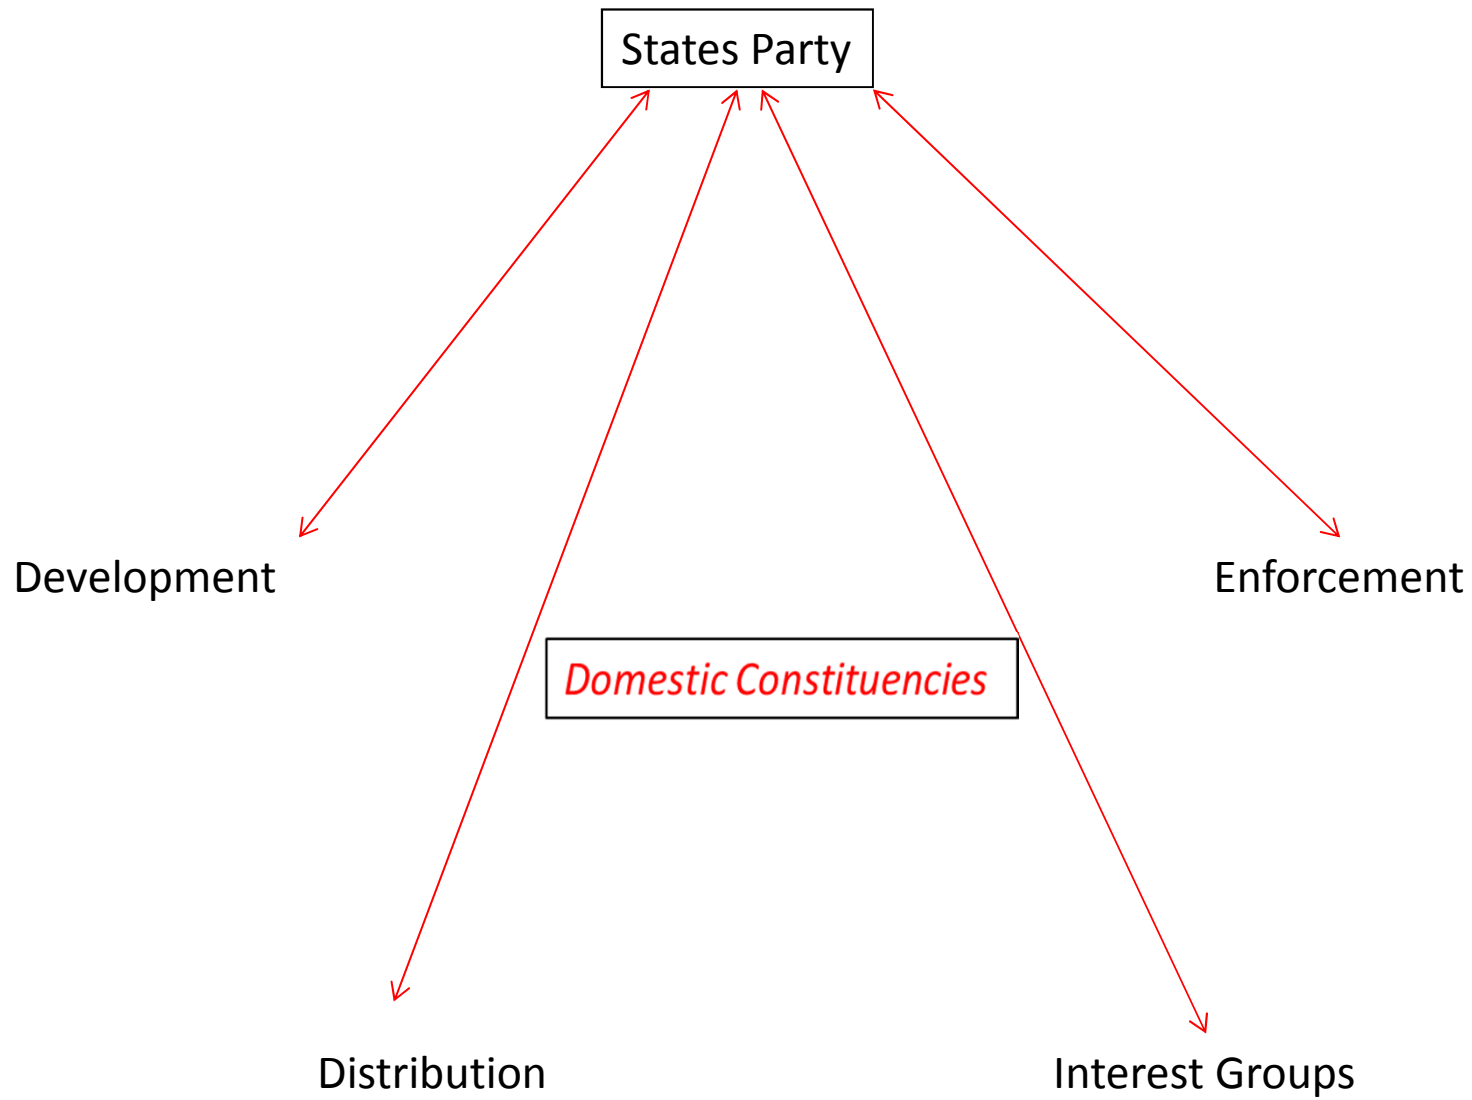 States Party
Development
Enforcement
Domestic Constituencies
Distribution
Interest Groups